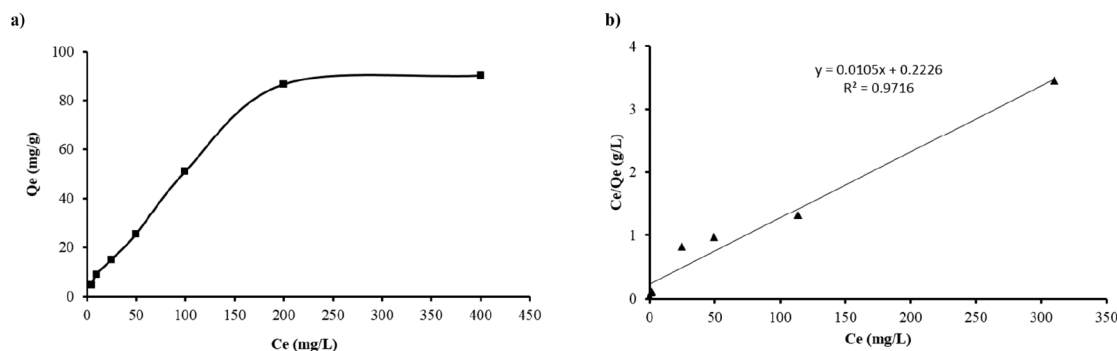 a)
100
80
60
40
20
0
Qe (mg/g)
0 50 100 150 200 250 300 350 400 450
Ce (mg/L)
b)
4
3
2
1
0
Ce/Qe (g/L)
y = 0.0105x + 0.2226
R² = 0.9716
0 50 100 150 200 250 300 350
Ce (mg/L)